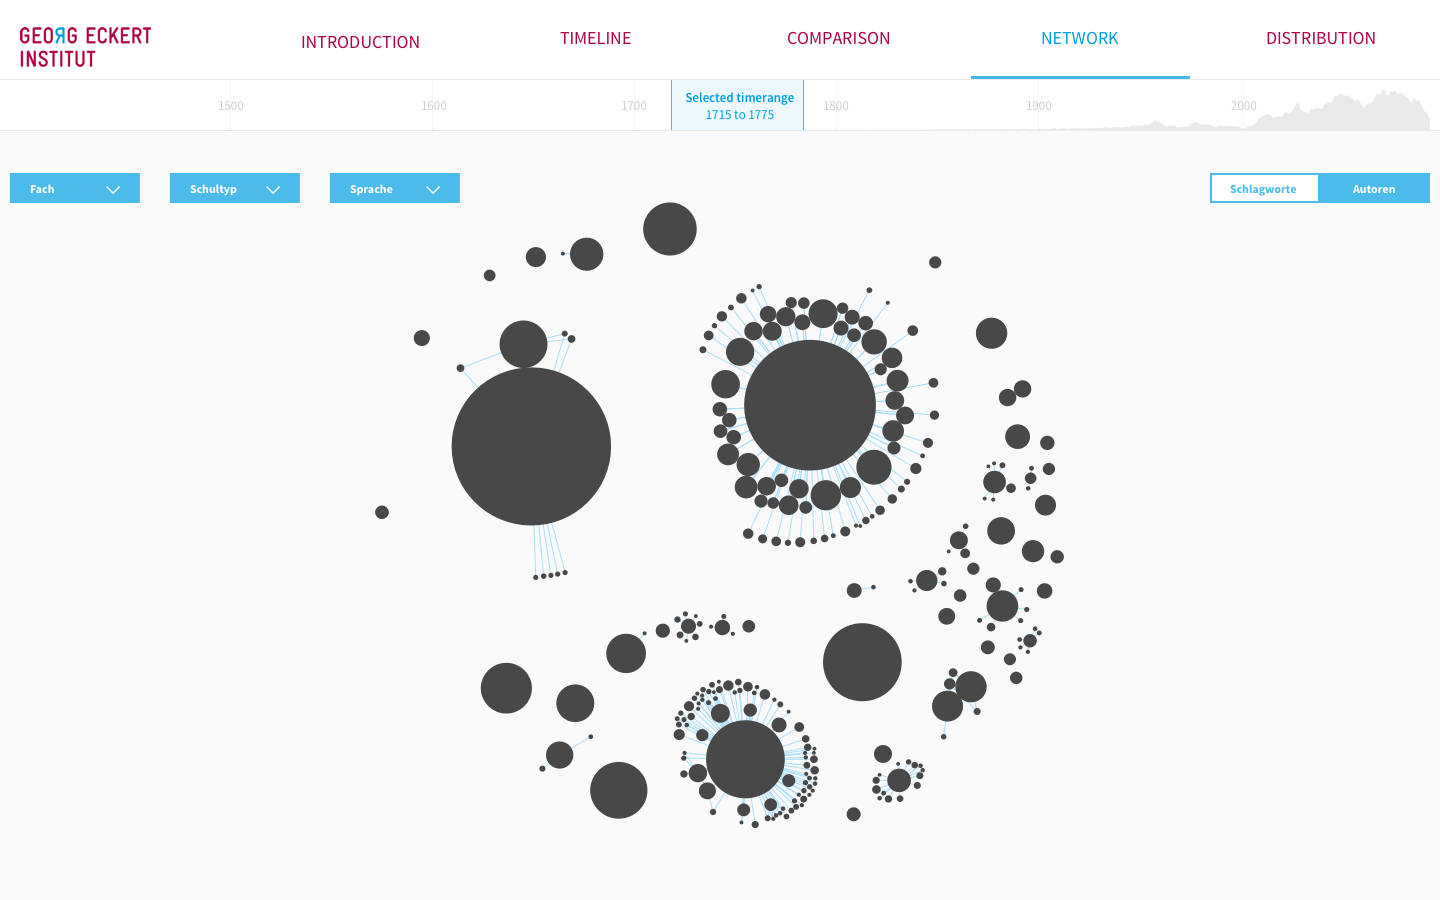 GEORG ECKERT
INSTITUT
INTRODUCTION
TIMELINE
COMPARISON
NETWORK
DISTRIBUTION
1500
1600
1700
Selected timerange
1715 to 1775
1800
1900
2000
Fach
Schultyp
Sprache
Schlagworte
Autoren